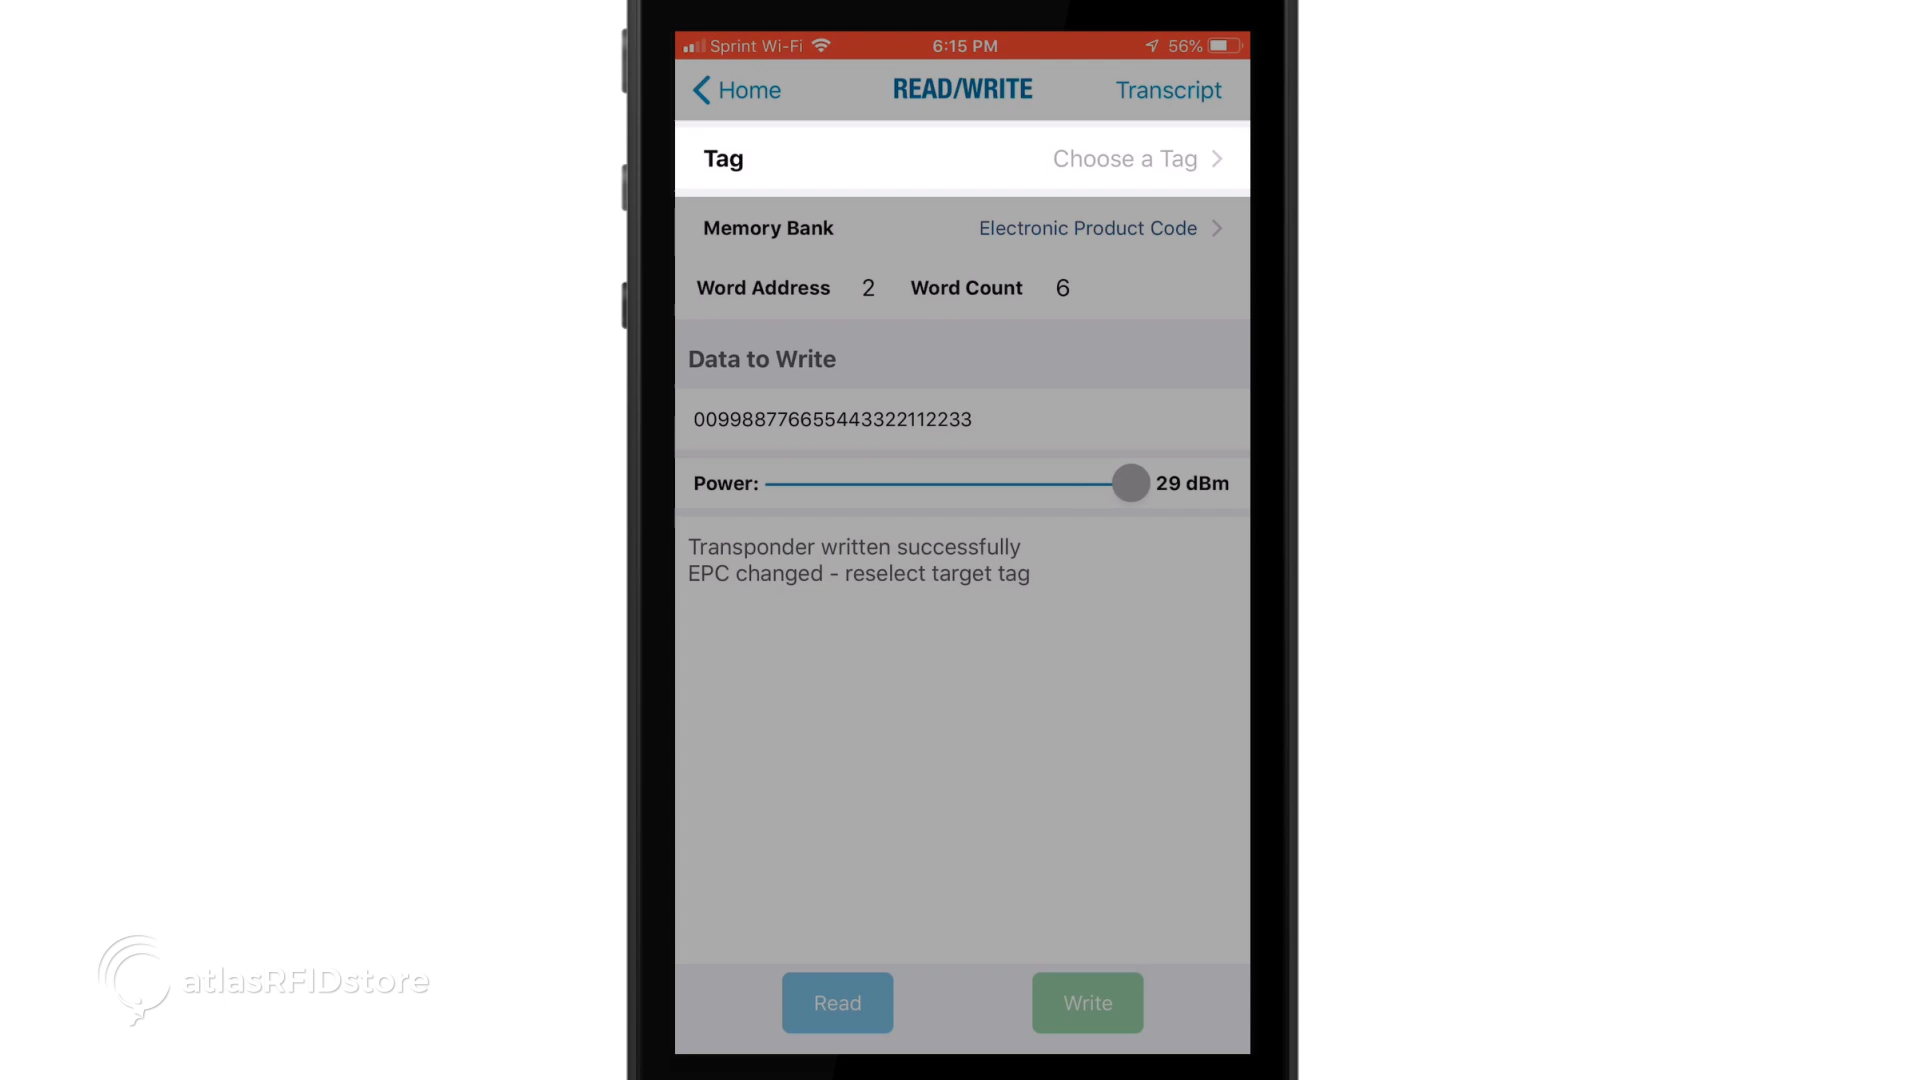 Sprint Wi-Fi 6:15 PM 56%
Home READ/WRITE Transcript
Tag Choose a Tag
Memory Bank Electronic Product Code
Word Address 2 Word Count 6
Data to Write
009988776655443322112233
Power: 29 dBm
Transponder written successfully
EPC changed - reselect target tag
Read Write
atlasRFIDstore